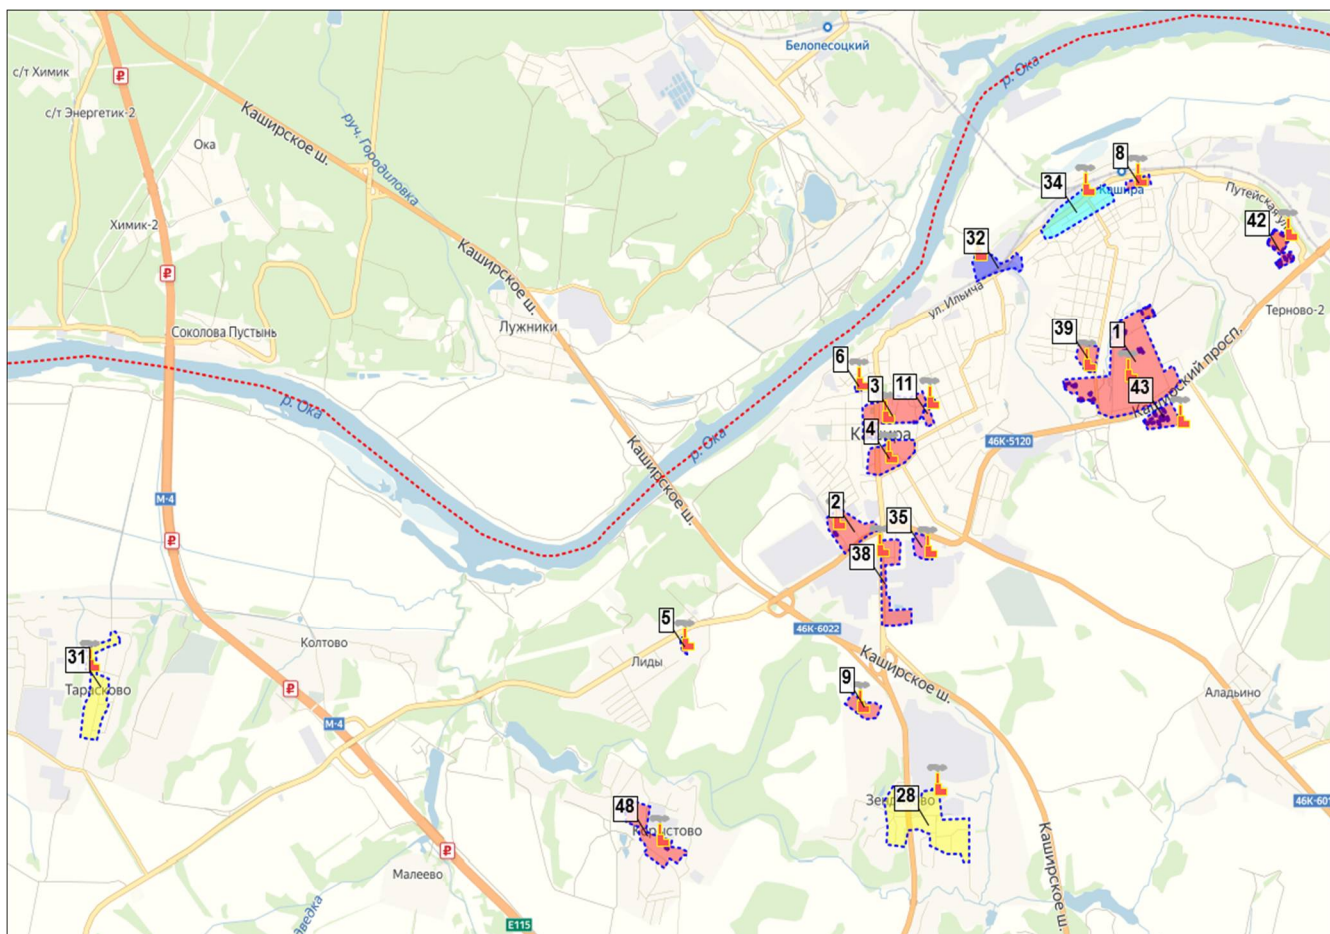 Белопесоцкий
р. Ока
с/т Химик
с/т Энергетик-2
₽
Каширское ш.
Ока
руч. Городиловка
8
34
Кашира
Путейская ул.
42
Химик-2
32
Каширское ш.
₽
ул. Ильича
Терново-2
Соколова Пустынь
Лужники
39
1
Каширский просп.
43
6
3
11
р. Ока
4
р. Ока
Каширское ш.
46К-5120
М-4
2
35
38
₽
5
46К-6022
Колтово
31
Тарасково
Лиды
Каширское ш.
9
Аладьино
₽
М-4
28
48
46К-601
Каширское ш.
₽
Малеево
Е115